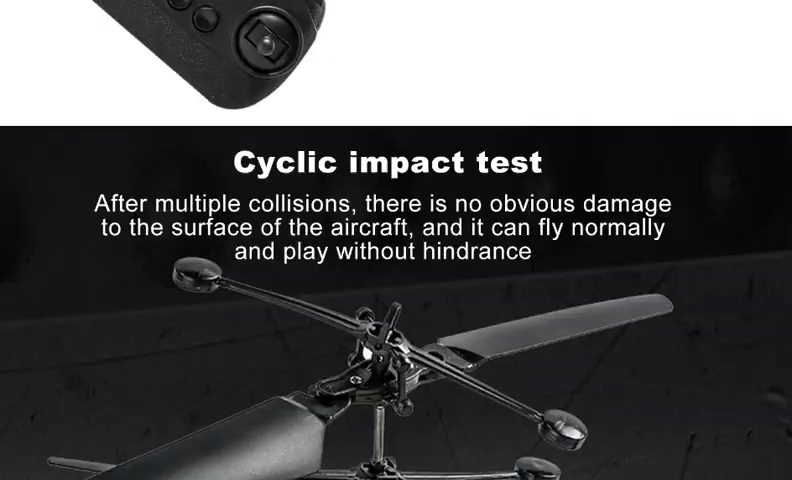 Cyclic impact test
After multiple collisions, there is no obvious damage
to the surface of the aircraft, and it can fly normally
and play without hindrance